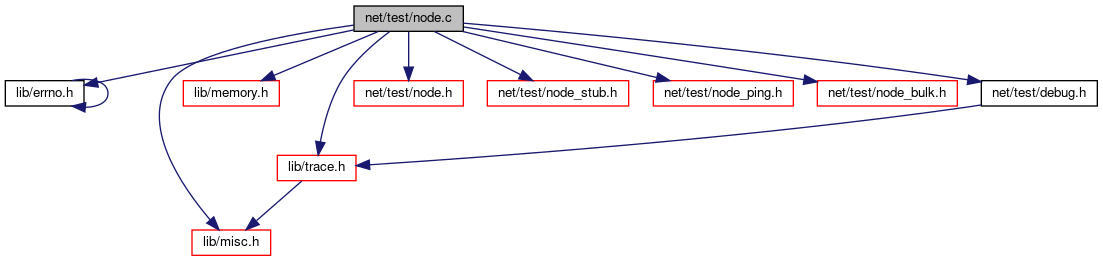 net/test/node.c
lib/errno.h
lib/memory.h
net/test/node.h
net/test/node_stub.h
net/test/node_ping.h
net/test/node_bulk.h
net/test/debug.h
lib/trace.h
lib/misc.h